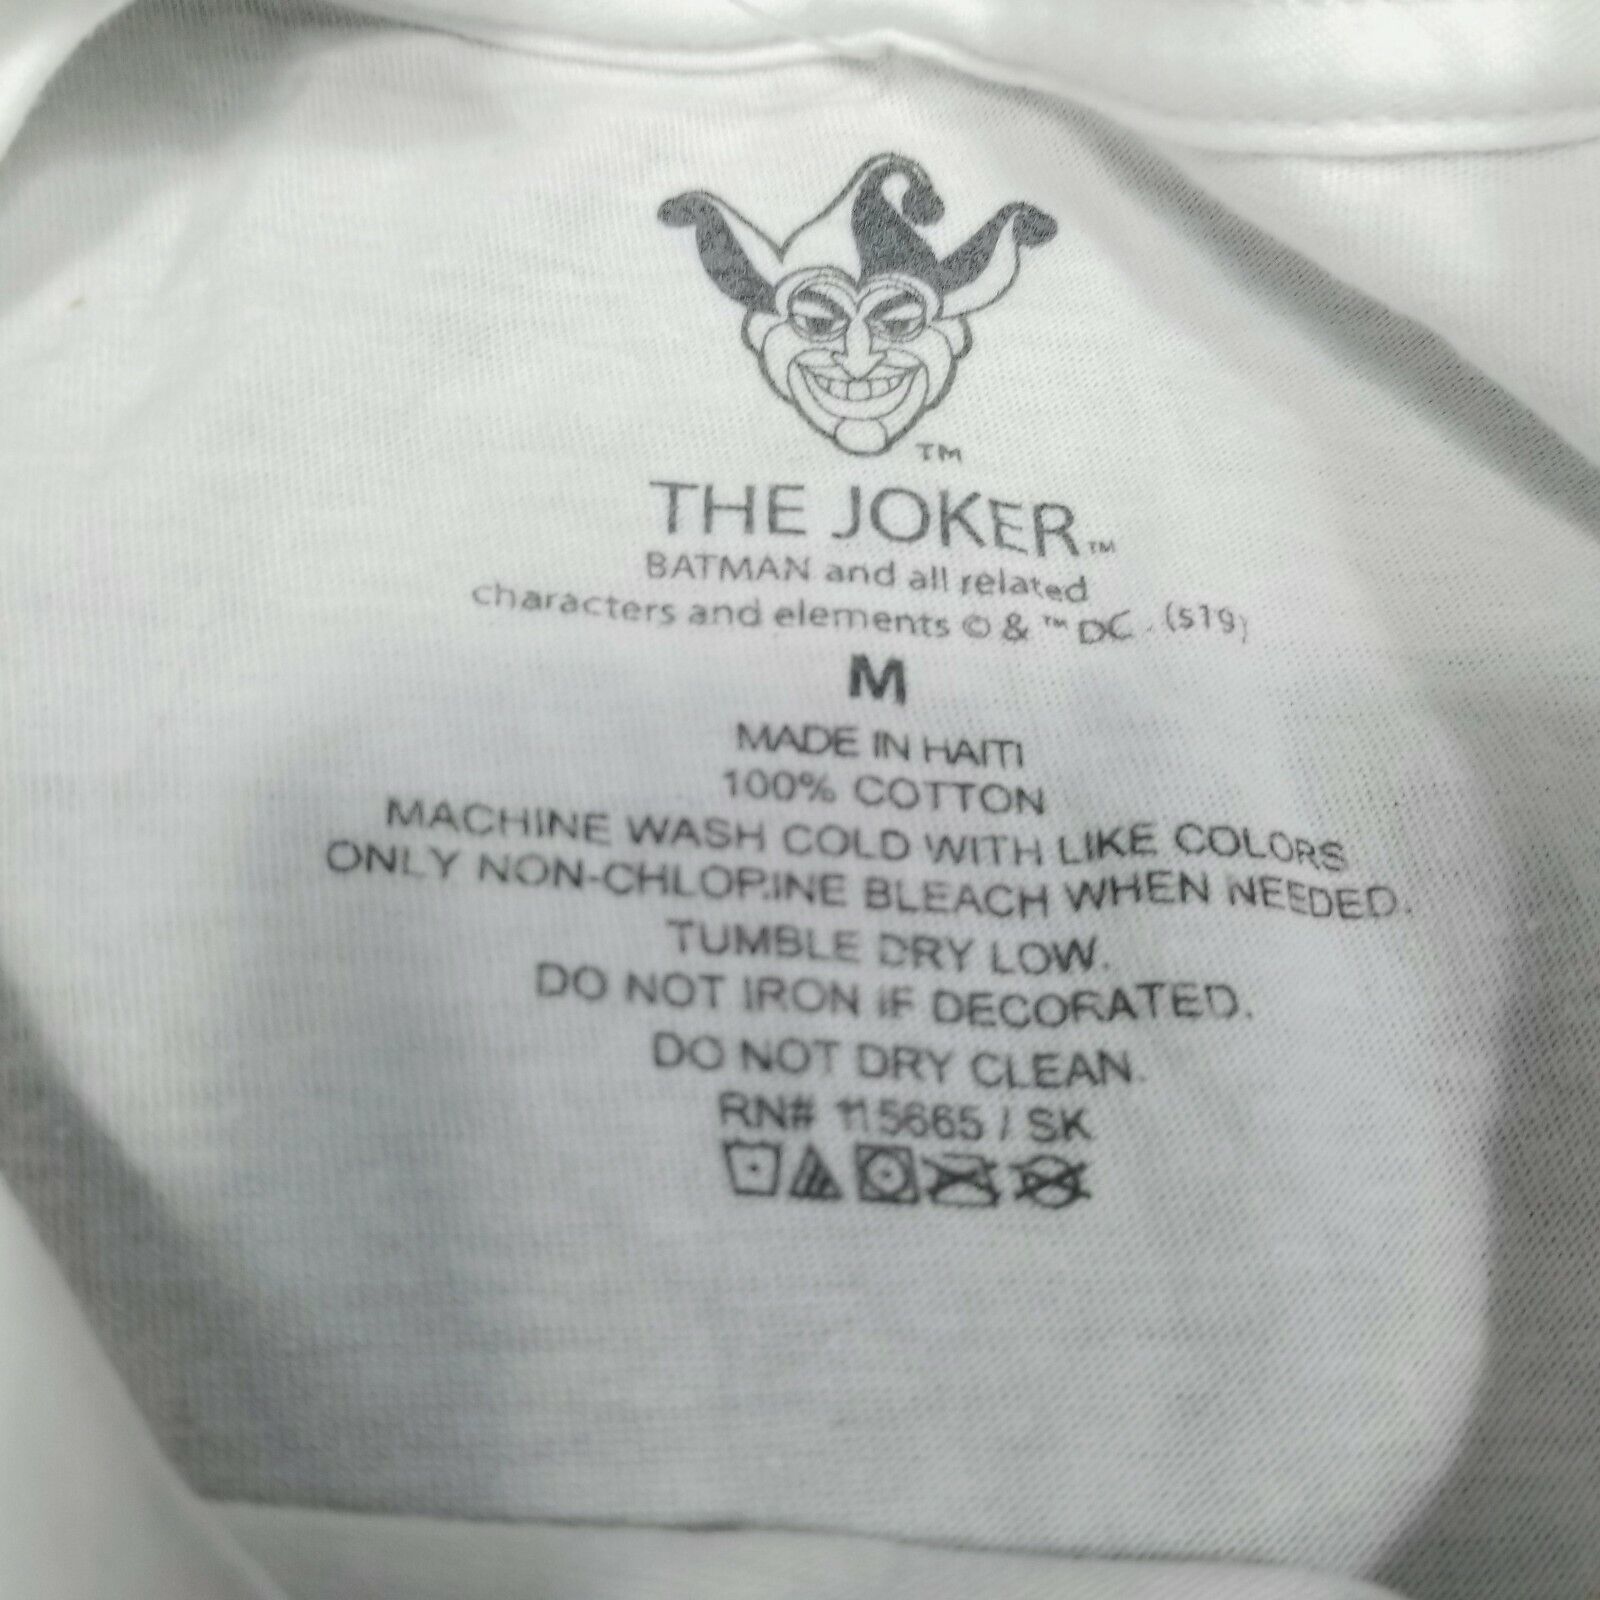 TM
THE JOKER™
BATMAN and all related
characters and elements © & ™ DC. (s19)
M
MADE IN HAITI
100% COTTON
MACHINE WASH COLD WITH LIKE COLORS
ONLY NON-CHLORINE BLEACH WHEN NEEDED.
TUMBLE DRY LOW.
DO NOT IRON IF DECORATED.
DO NOT DRY CLEAN.
RN# 115665 / SK